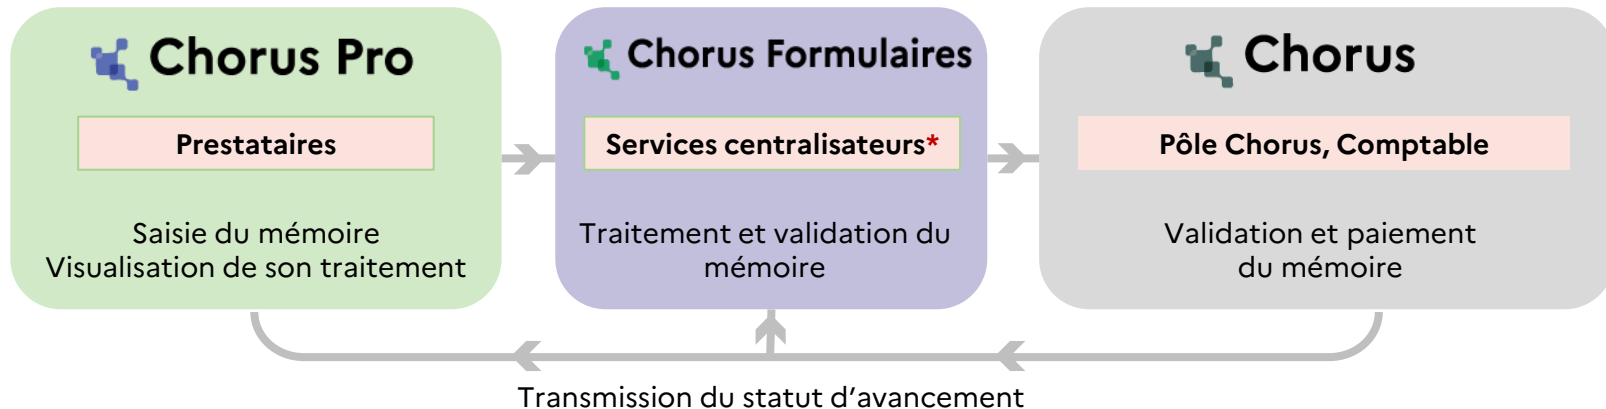 Chorus Pro
Prestataires
Saisie du mémoire
Visualisation de son traitement
Chorus Formulaires
Services centralisateurs*
Traitement et validation du
mémoire
Chorus
Pôle Chorus, Comptable
Validation et paiement
du mémoire
Transmission du statut d’avancement